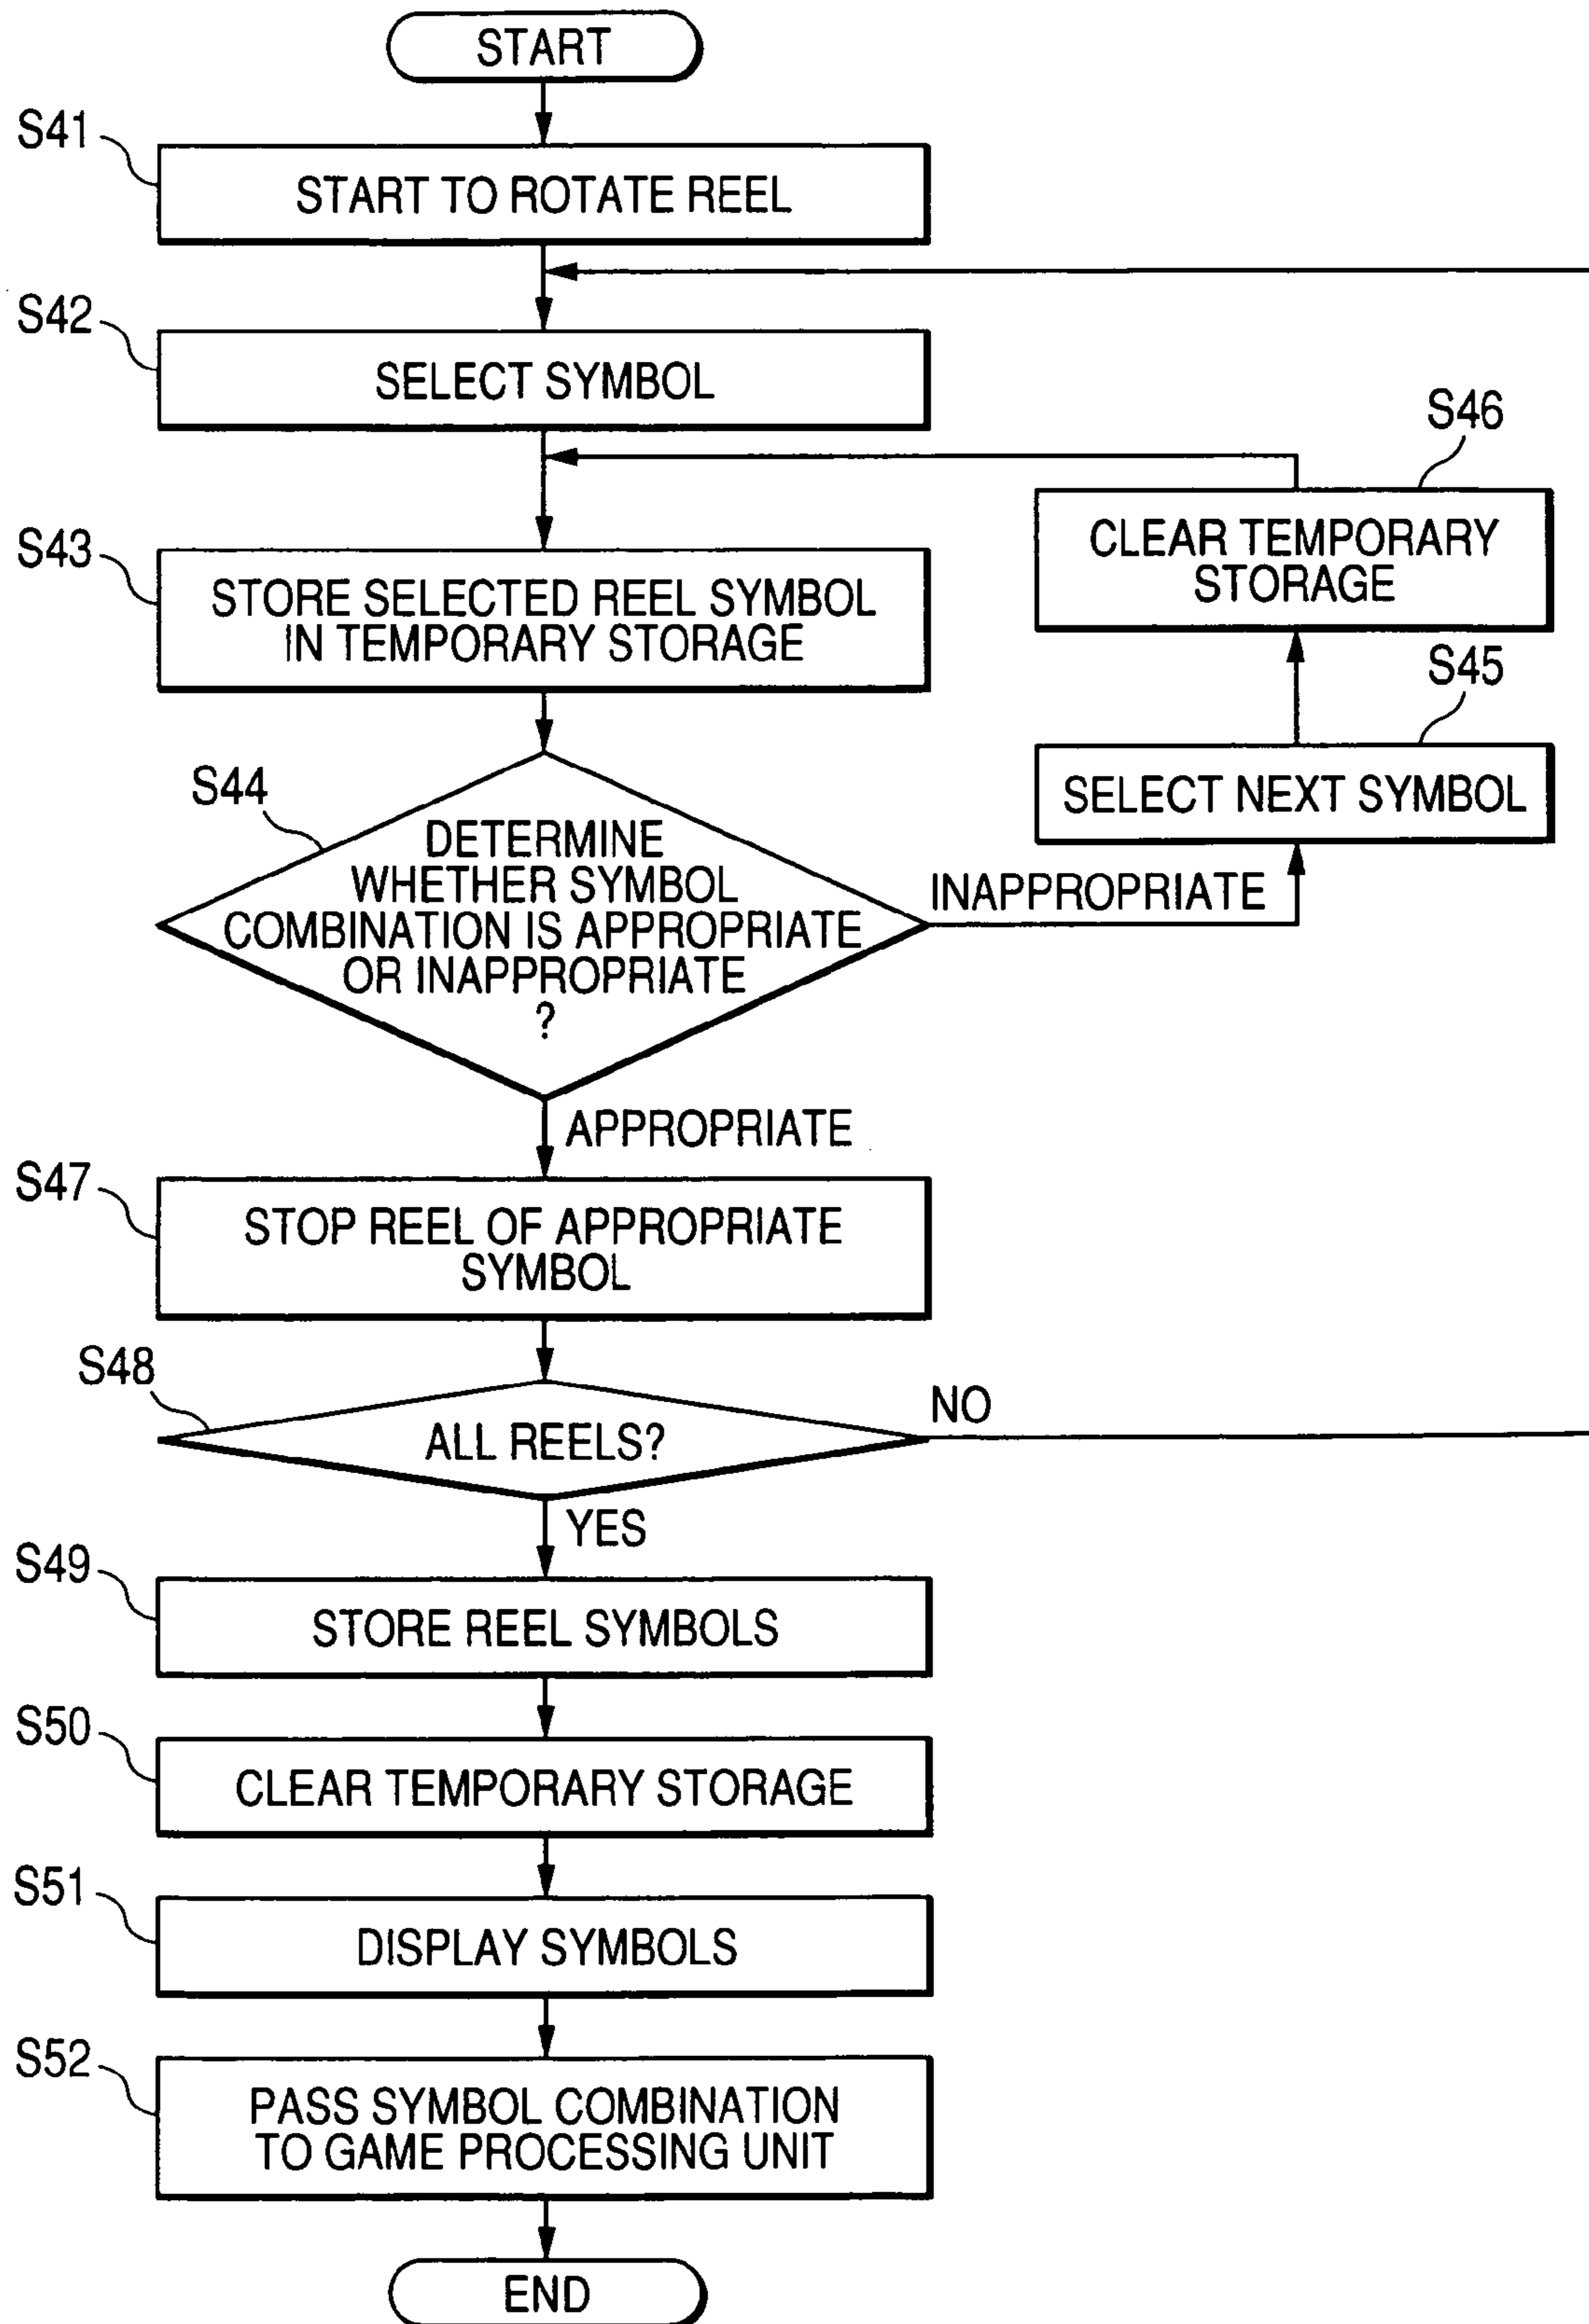 START
S41
START TO ROTATE REEL
S42
SELECT SYMBOL
S46
CLEAR TEMPORARY
STORAGE
S43
STORE SELECTED REEL SYMBOL
IN TEMPORARY STORAGE
S45
SELECT NEXT SYMBOL
S44
DETERMINE
WHETHER SYMBOL
COMBINATION IS APPROPRIATE
OR INAPPROPRIATE
?
INAPPROPRIATE
APPROPRIATE
S47
STOP REEL OF APPROPRIATE
SYMBOL
S48
ALL REELS?
NO
YES
S49
STORE REEL SYMBOLS
S50
CLEAR TEMPORARY STORAGE
S51
DISPLAY SYMBOLS
S52
PASS SYMBOL COMBINATION
TO GAME PROCESSING UNIT
END